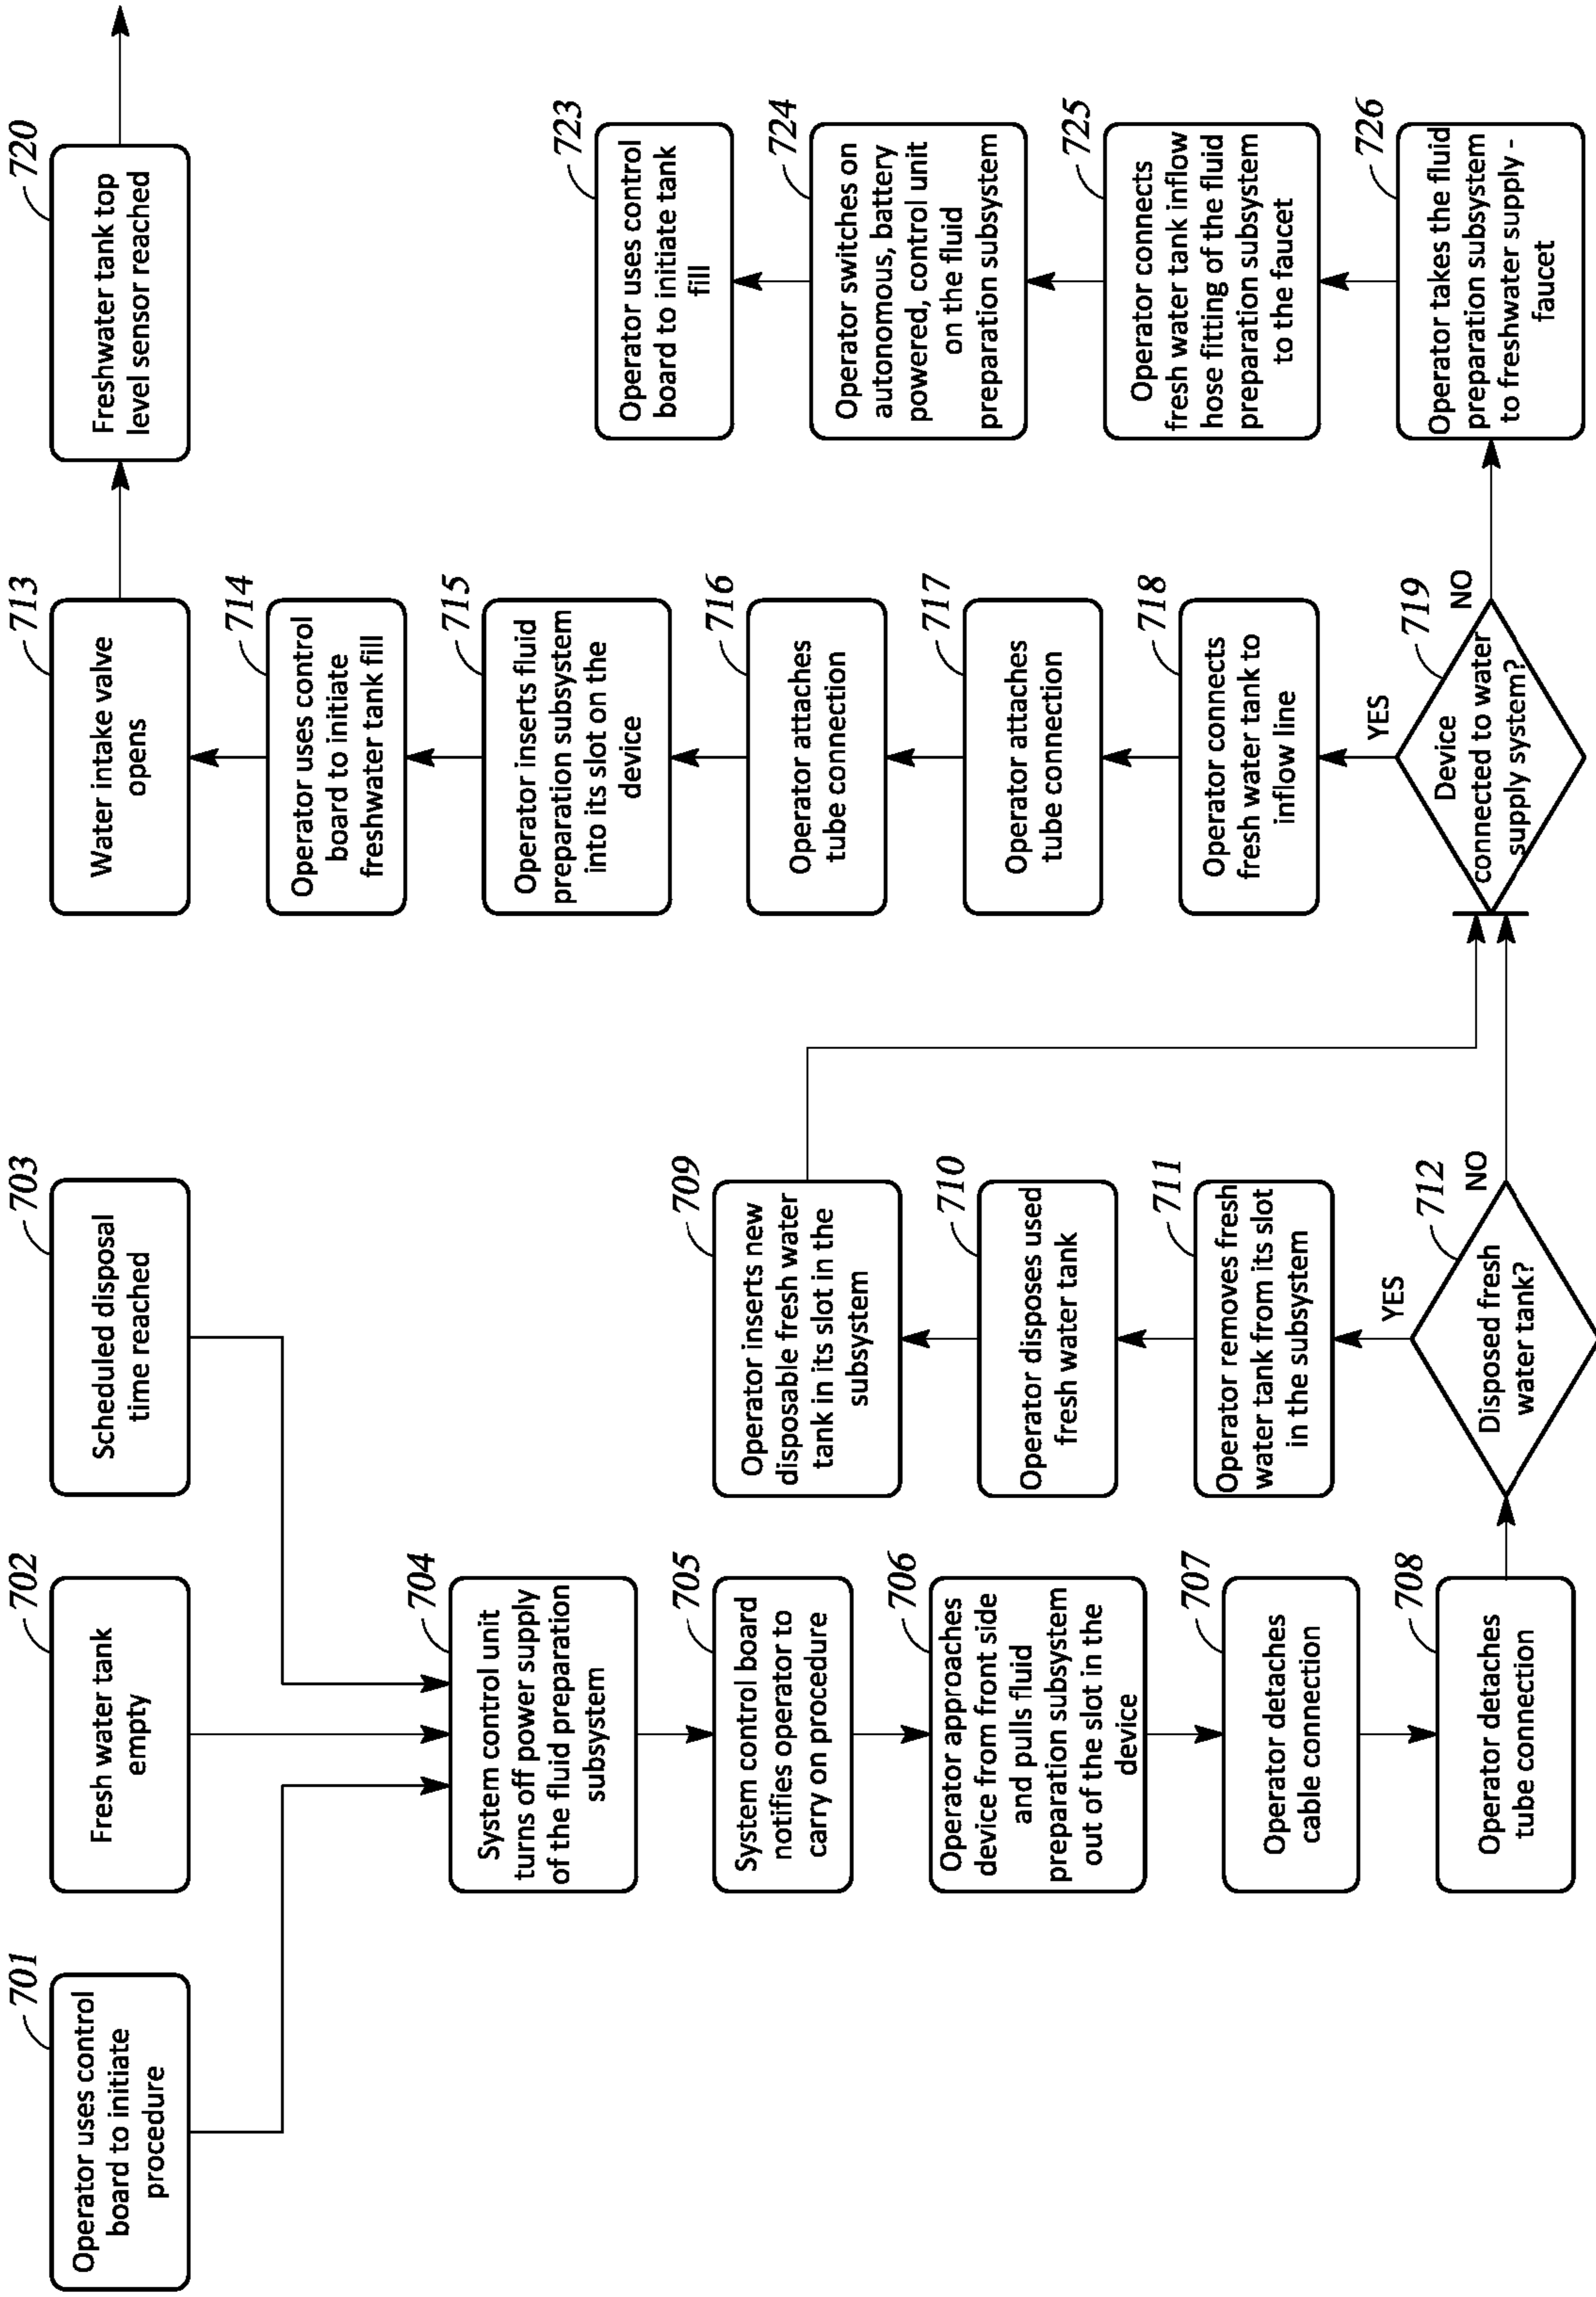 701
Operator uses control
board to initiate
procedure
702
Fresh water tank
empty
703
Scheduled disposal
time reached
704
System control unit
turns off power supply
of the fluid preparation
subsystem
705
System control board
notifies operator to
carry on procedure
706
Operator approaches
device from front side
and pulls fluid
preparation subsystem
out of the slot in the
device
707
Operator detaches
cable connection
708
Operator detaches
tube connection
709
Operator inserts new
disposable fresh water
tank in its slot in the
subsystem
710
Operator disposes used
fresh water tank
711
Operator removes fresh
water tank from its slot
in the subsystem
YES
712
Disposed fresh
water tank?
NO
713
Water intake valve
opens
714
Operator uses control
board to initiate
freshwater tank fill
715
Operator inserts fluid
preparation subsystem
into its slot on the
device
716
Operator attaches
tube connection
717
Operator attaches
tube connection
718
Operator connects
fresh water tank to
inflow line
YES
719
Device
connected to water
supply system?
NO
720
Freshwater tank top
level sensor reached
723
Operator uses control
board to initiate tank
fill
724
Operator switches on
autonomous, battery
powered, control unit
on the fluid
preparation subsystem
725
Operator connects
fresh water tank inflow
hose fitting of the fluid
preparation subsystem
to the faucet
726
Operator takes the fluid
preparation subsystem
to freshwater supply -
faucet